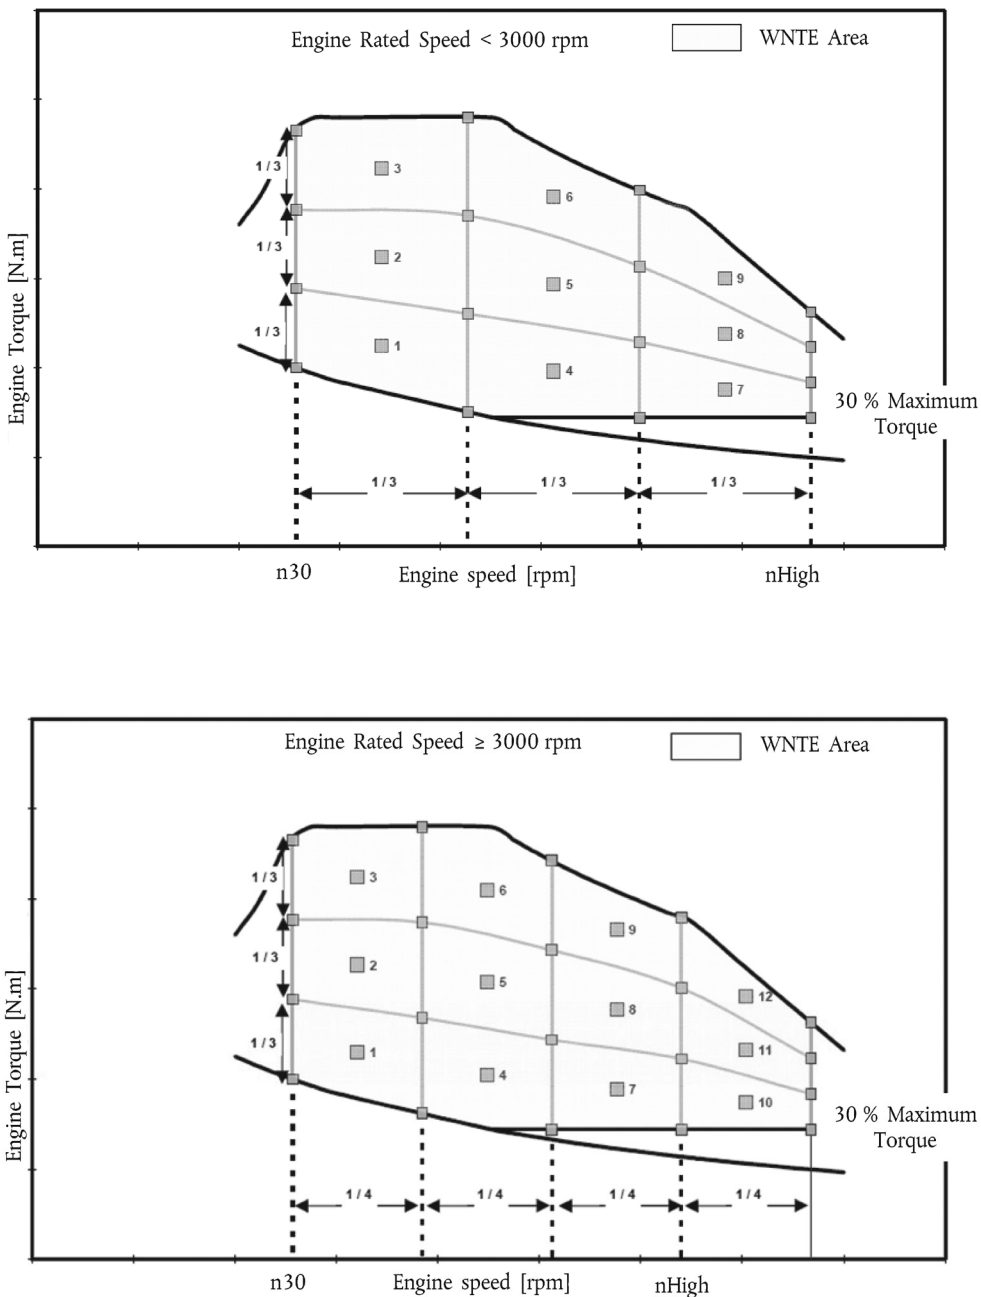 Engine Rated Speed < 3000 rpm
WNTE Area
1 / 3
3
6
1 / 3
2
5
9
1 / 3
1
4
8
7
Engine Torque [N.m]
30 % Maximum
Torque
1 / 3
1 / 3
1 / 3
n30
Engine speed [rpm]
nHigh
Engine Rated Speed ≥ 3000 rpm
WNTE Area
1 / 3
3
6
9
1 / 3
2
5
8
12
1 / 3
1
4
7
11
10
Engine Torque [N.m]
30 % Maximum
Torque
1 / 4
1 / 4
1 / 4
1 / 4
n30
Engine speed [rpm]
nHigh